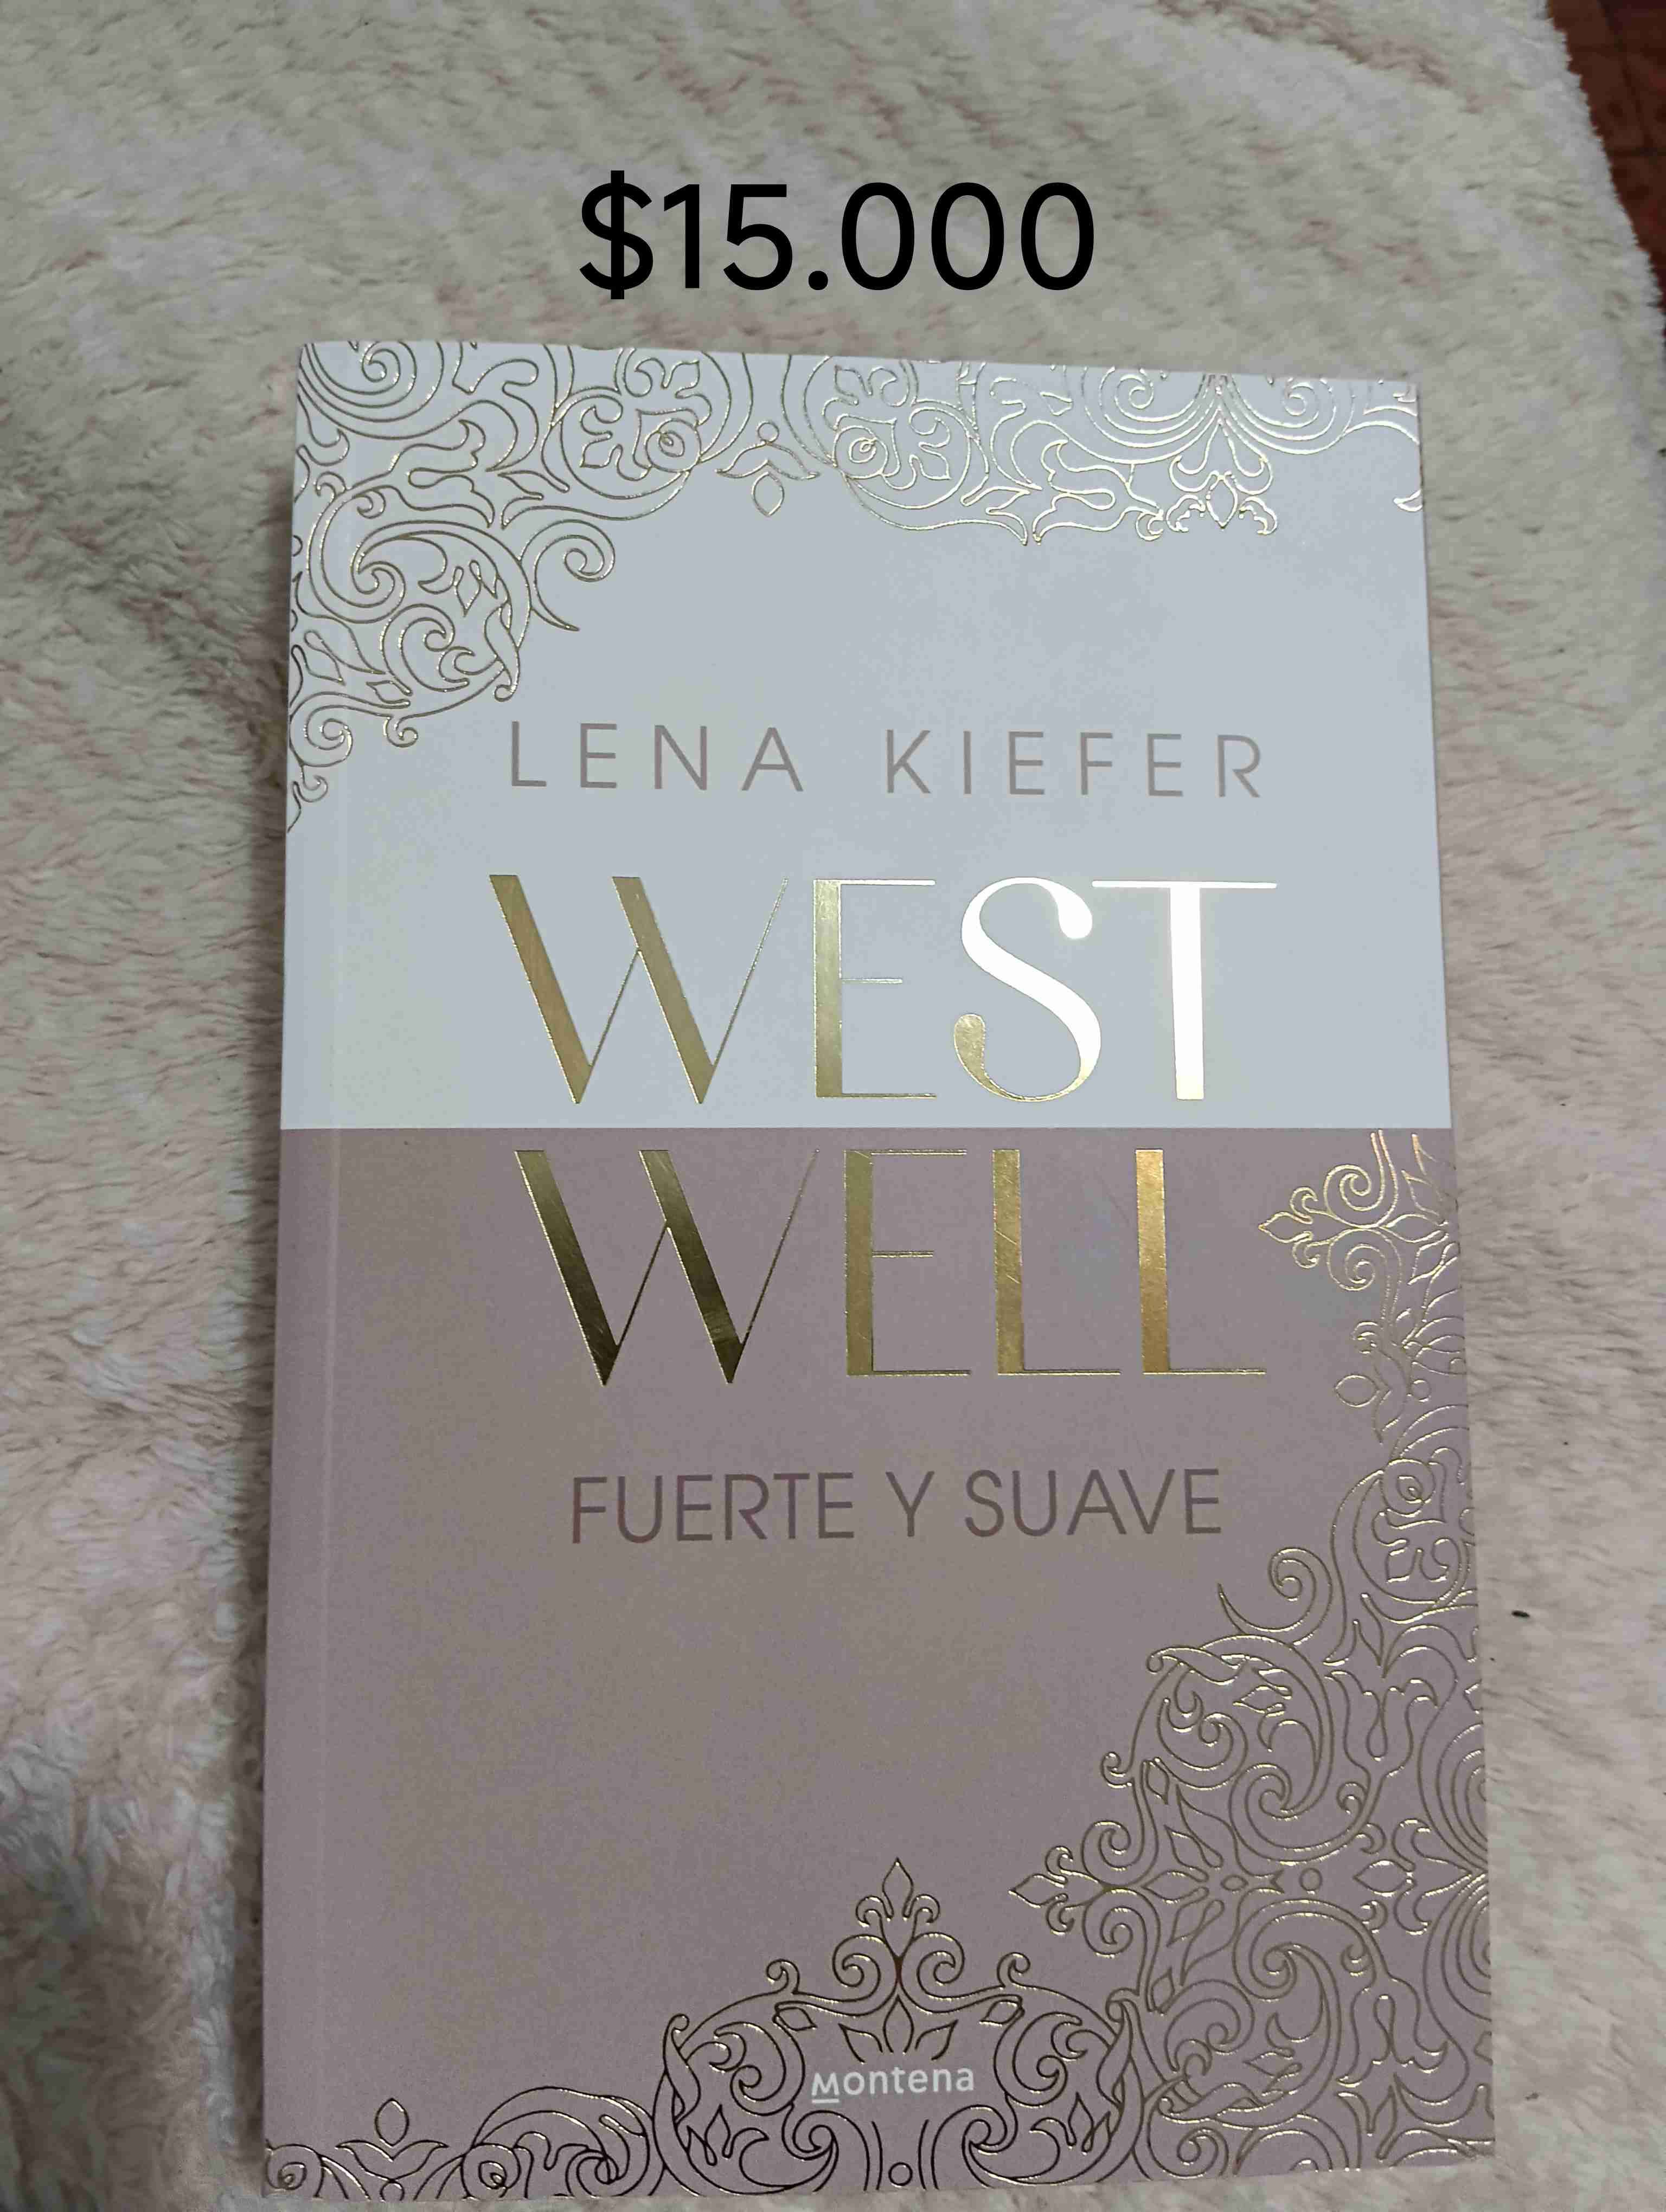 $15.000
LENA KIEFER
WEST
WELL
FUERTE Y SUAVE
Montena